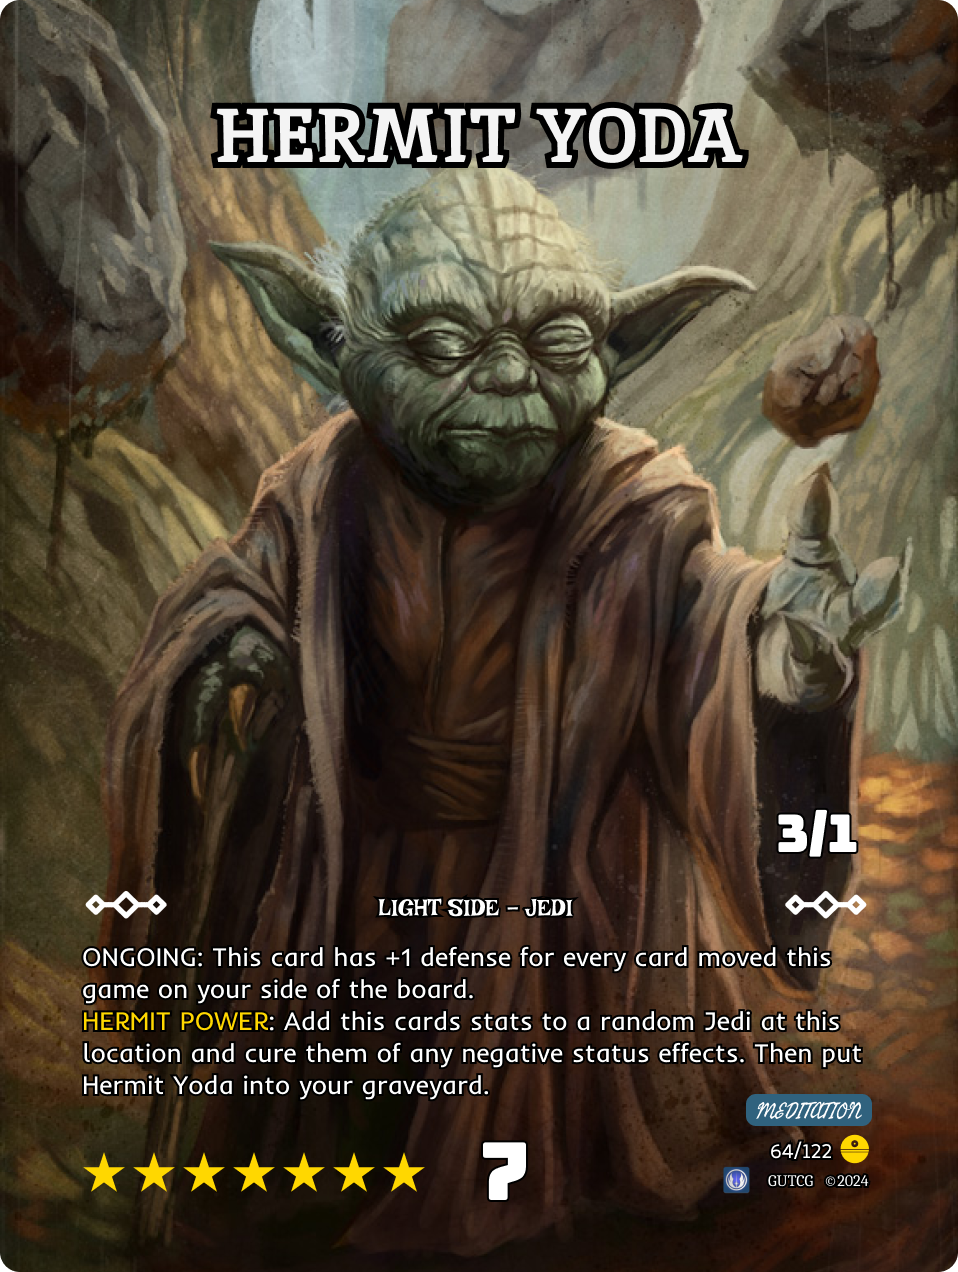 HERMIT YODA
3/1
LIGHT SIDE – JEDI
ONGOING: This card has +1 defense for every card moved this
game on your side of the board.
HERMIT POWER: Add this cards stats to a random Jedi at this
location and cure them of any negative status effects. Then put
Hermit Yoda into your graveyard.
MEDITATION
64/122
7
GUTCG ©2024